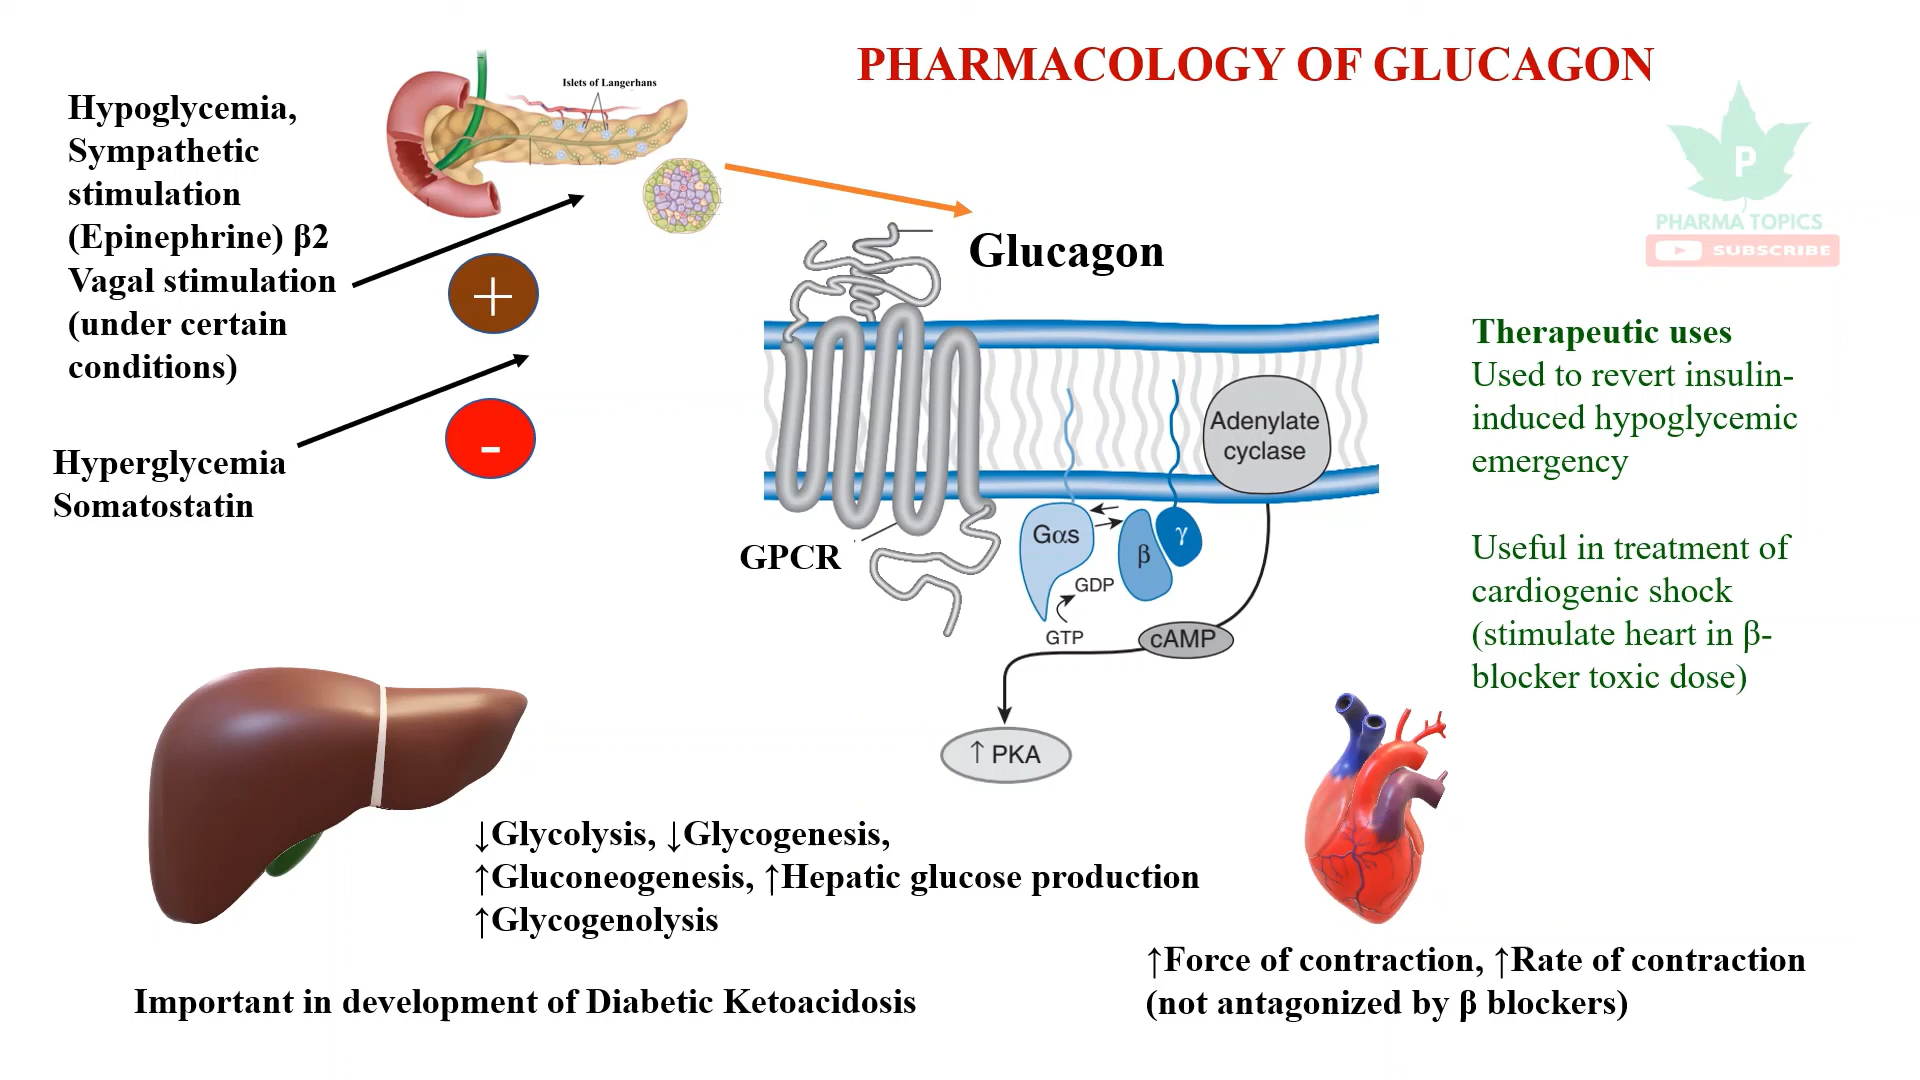 PHARMACOLOGY OF GLUCAGON
Islets of Langerhans
Hypoglycemia,
Sympathetic
stimulation
(Epinephrine) β2
Vagal stimulation
(under certain
conditions)
+
-
Hyperglycemia
Somatostatin
P
PHARMA TOPICS
SUBSCRIBE
Glucagon
Adenylate
cyclase
GPCR
Gαs
β
γ
GDP
GTP
cAMP
↑ PKA
Therapeutic uses
Used to revert insulin-
induced hypoglycemic
emergency
Useful in treatment of
cardiogenic shock
(stimulate heart in β-
blocker toxic dose)
↓Glycolysis, ↓Glycogenesis,
↑Gluconeogenesis, ↑Hepatic glucose production
↑Glycogenolysis
Important in development of Diabetic Ketoacidosis
↑Force of contraction, ↑Rate of contraction
(not antagonized by β blockers)